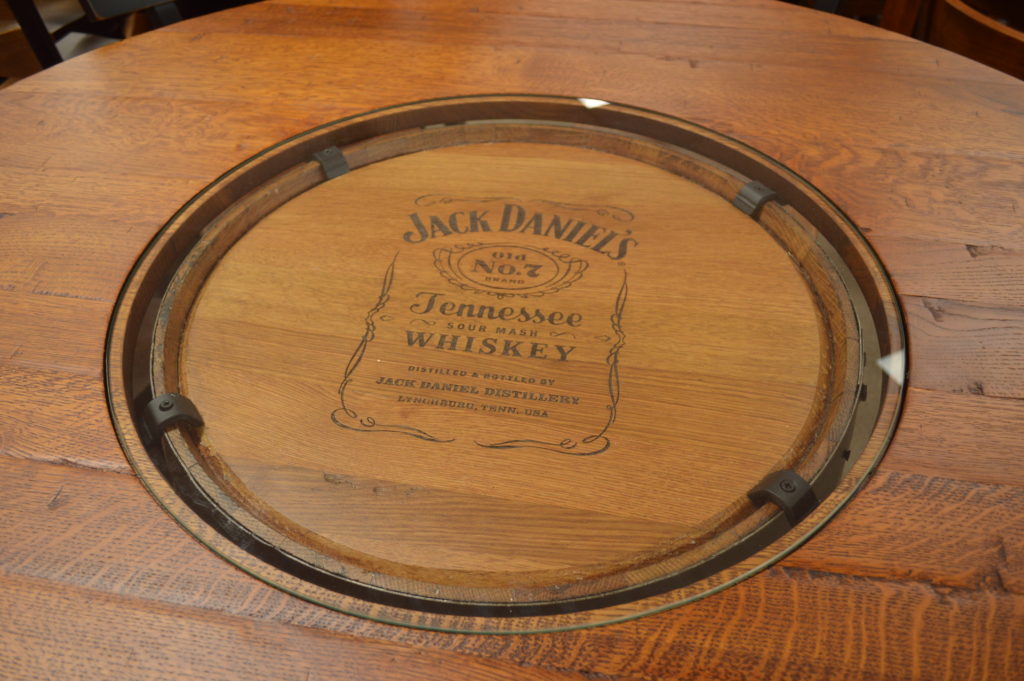 JACK DANIEL'S
Old
No.7
BRAND
Tennessee
SOUR MASH
WHISKEY
DISTILLED & BOTTLED BY
JACK DANIEL DISTILLERY
LYNCHBURG, TENN. USA